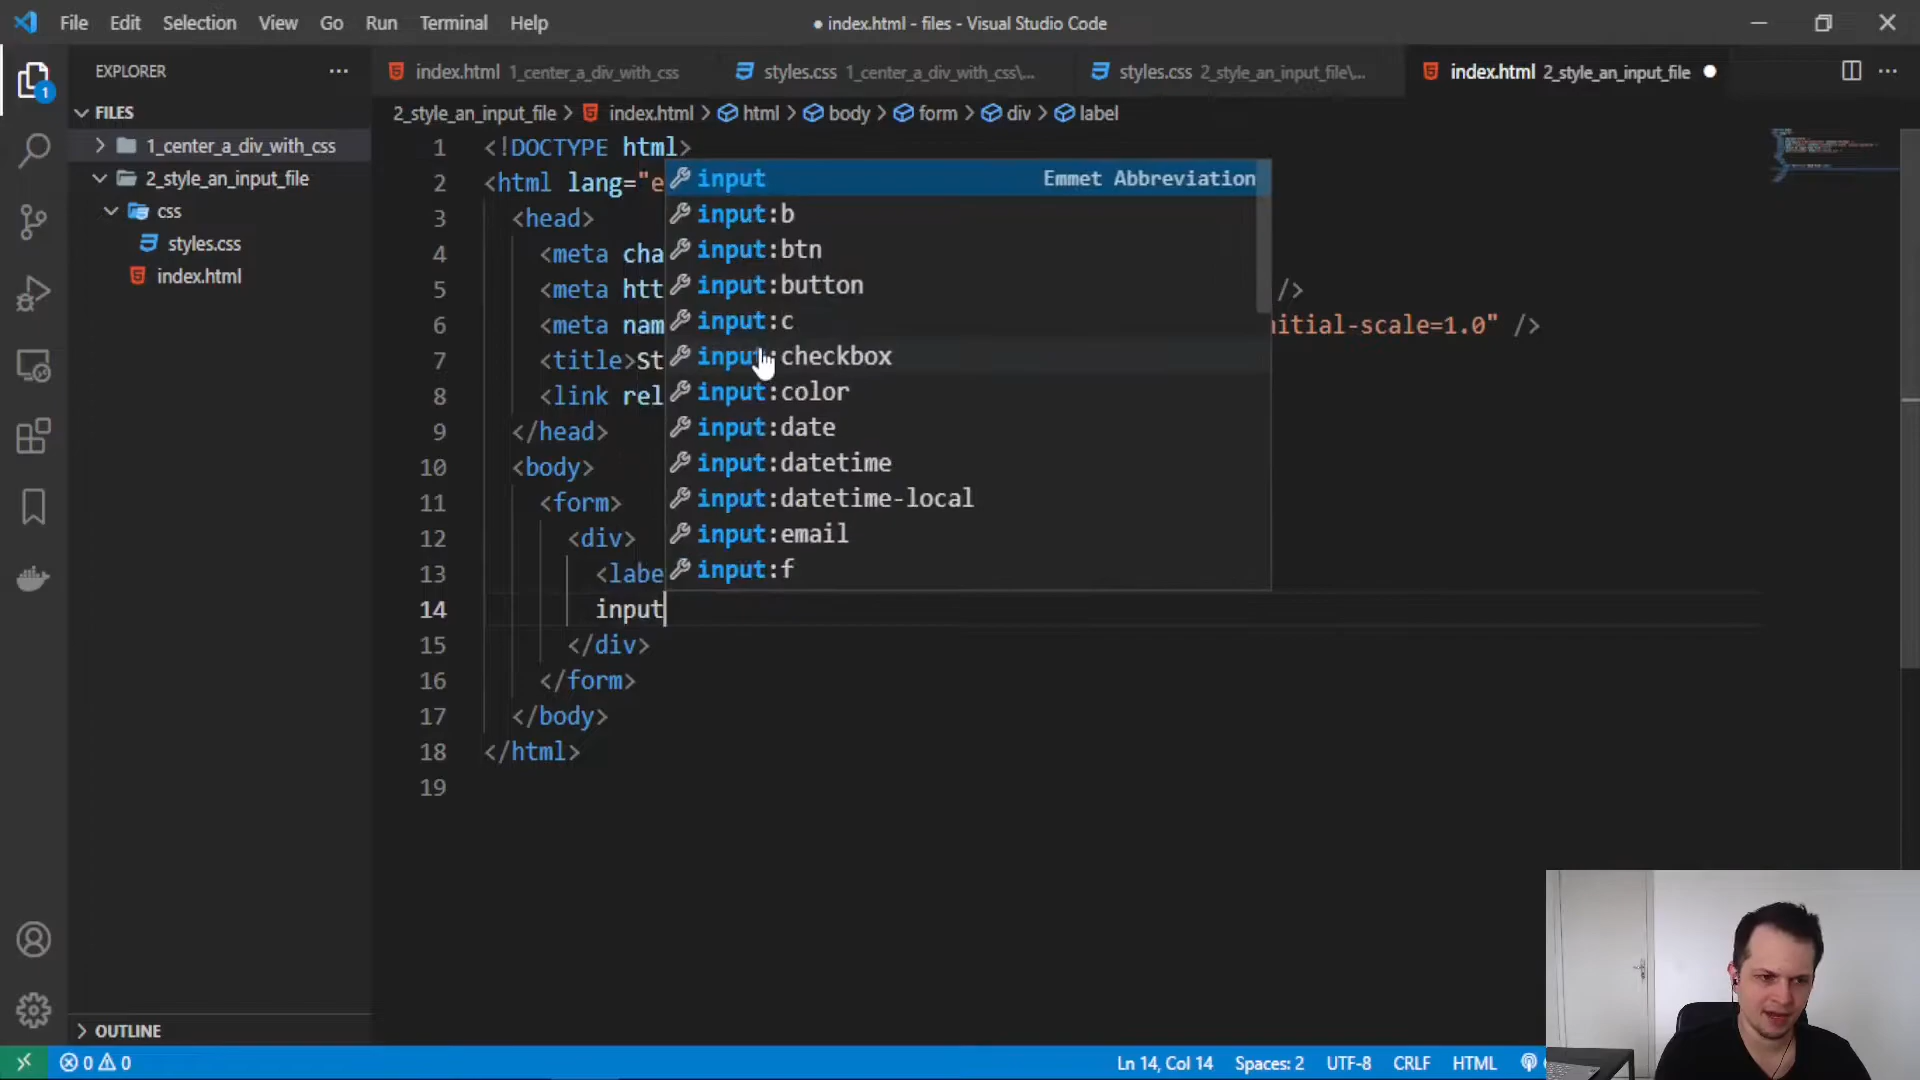 File Edit Selection View Go Run Terminal Help
● index.html - files - Visual Studio Code
EXPLORER
index.html 1_center_a_div_with_css
styles.css 1_center_a_div_with_css\...
styles.css 2_style_an_input_file\...
index.html 2_style_an_input_file
1
FILES
1_center_a_div_with_css
2_style_an_input_file
css
styles.css
index.html
2_style_an_input_file > index.html > html > body > form > div > label
1 <!DOCTYPE html>
2 <html lang="e
3 <head>
4 <meta cha
5 <meta htt />
6 <meta nam nitial-scale=1.0" />
7 <title>St
8 <link rel
9 </head>
10 <body>
11 <form>
12 <div>
13 <labe
14 input
15 </div>
16 </form>
17 </body>
18 </html>
19
input Emmet Abbreviation
input:b
input:btn
input:button
input:c
input:checkbox
input:color
input:date
input:datetime
input:datetime-local
input:email
input:f
OUTLINE
0 0
Ln 14, Col 14 Spaces: 2 UTF-8 CRLF HTML